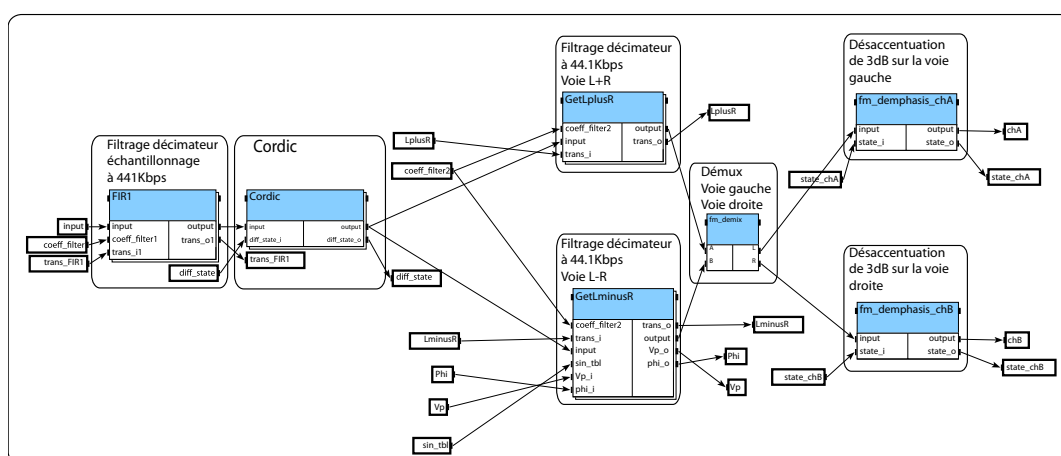 Filtrage décimateur
échantillonnage
à 441Kbps
FIR1
input
coeff_filter1
trans_i1
output
trans_o1
input
coeff_filter
trans_FIR1
Cordic
Cordic
input
diff_state_i
output
diff_state_o
diff_state
trans_FIR1
diff_state
Filtrage décimateur
à 44.1Kbps
Voie L+R
GetLplusR
coeff_filter2
input
trans_i
output
trans_o
LplusR
coeff_filter2
LplusR
Filtrage décimateur
à 44.1Kbps
Voie L-R
GetLminusR
coeff_filter2
trans_i
input
sin_tbl
Vp_i
phi_i
trans_o
output
Vp_o
phi_o
LminusR
Phi
Vp
sin_tbl
LminusR
Phi
Vp
Démux
Voie gauche
Voie droite
fm_demix
A
B
L
R
Désaccentuation
de 3dB sur la voie
gauche
fm_demphasis_chA
input
state_i
output
state_o
state_chA
chA
state_chA
Désaccentuation
de 3dB sur la voie
droite
fm_demphasis_chB
input
state_i
output
state_o
state_chB
chB
state_chB